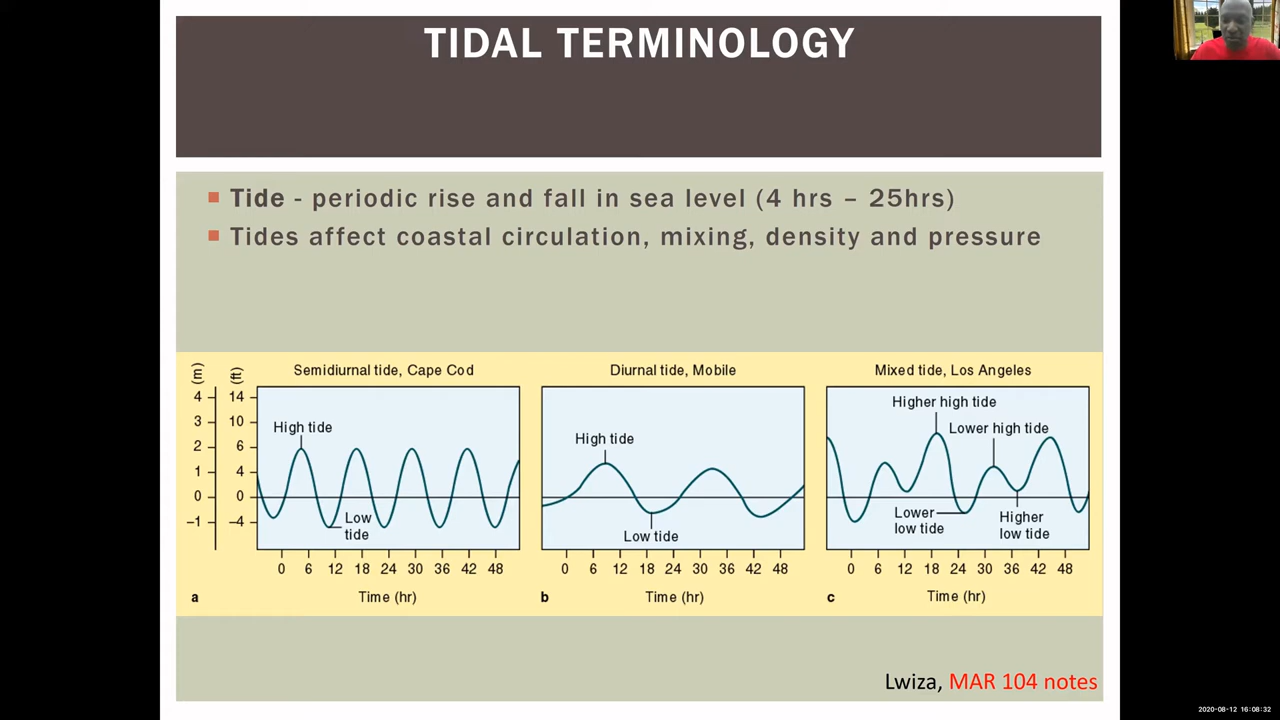 TIDAL TERMINOLOGY
Tide - periodic rise and fall in sea level (4 hrs – 25hrs)
Tides affect coastal circulation, mixing, density and pressure
(m) (ft)
4 14
3 10
2 6
1 4
0 0
–1 –4
Semidiurnal tide, Cape Cod
High tide
Low
tide
0 6 12 18 24 30 36 42 48
a Time (hr)
Diurnal tide, Mobile
High tide
Low tide
0 6 12 18 24 30 36 42 48
b Time (hr)
Mixed tide, Los Angeles
Higher high tide
Lower high tide
Lower
low tide
Higher
low tide
0 6 12 18 24 30 36 42 48
c Time (hr)
Lwiza, MAR 104 notes
2020-08-12 16:08:32